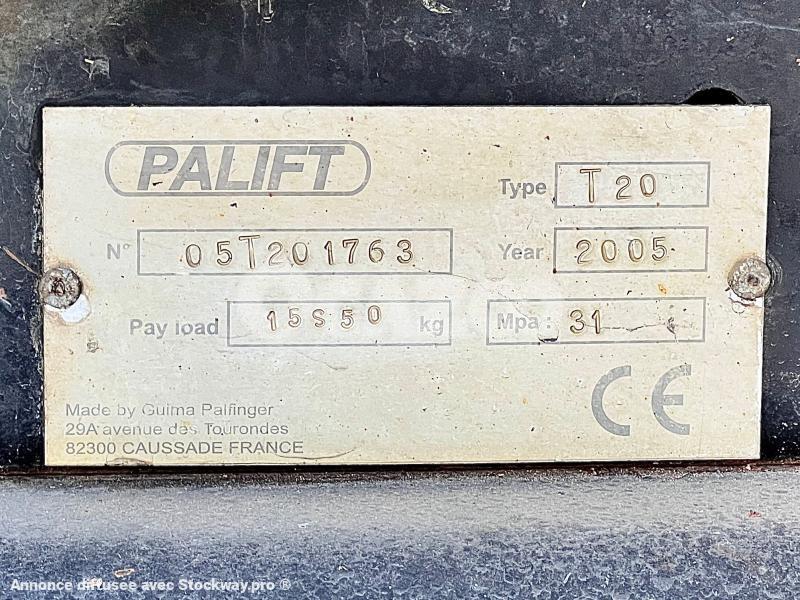 PALIFT
Type T20
N° 05T201763
Year 2005
Pay load 15S50 kg
Mpa : 31
Made by Guima Palfinger
29A avenue des Tourondes
82300 CAUSSADE FRANCE
CE
Annonce diffusée avec Stockway.pro ®